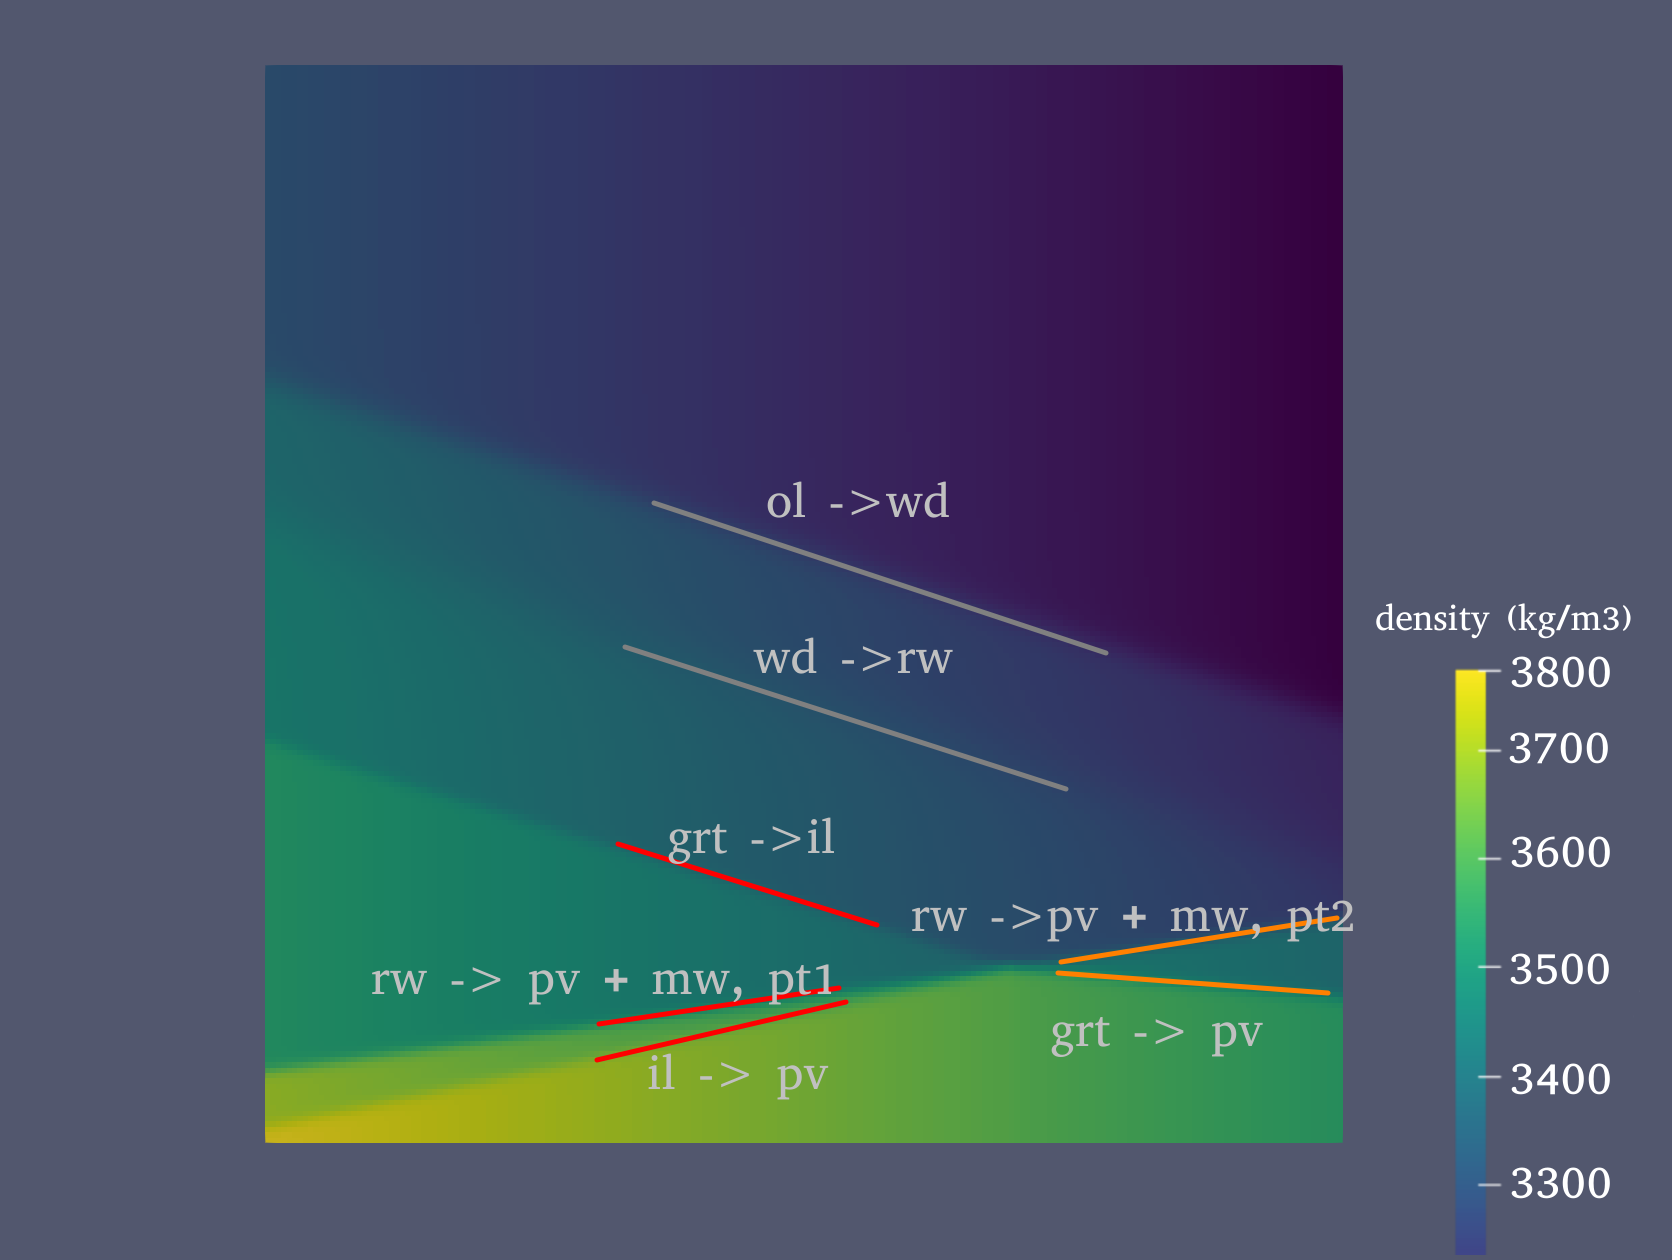 ol ->wd
wd ->rw
grt ->il
rw ->pv + mw, pt2
rw -> pv + mw, pt1
grt -> pv
il -> pv
density (kg/m3)
3800
3700
3600
3500
3400
3300